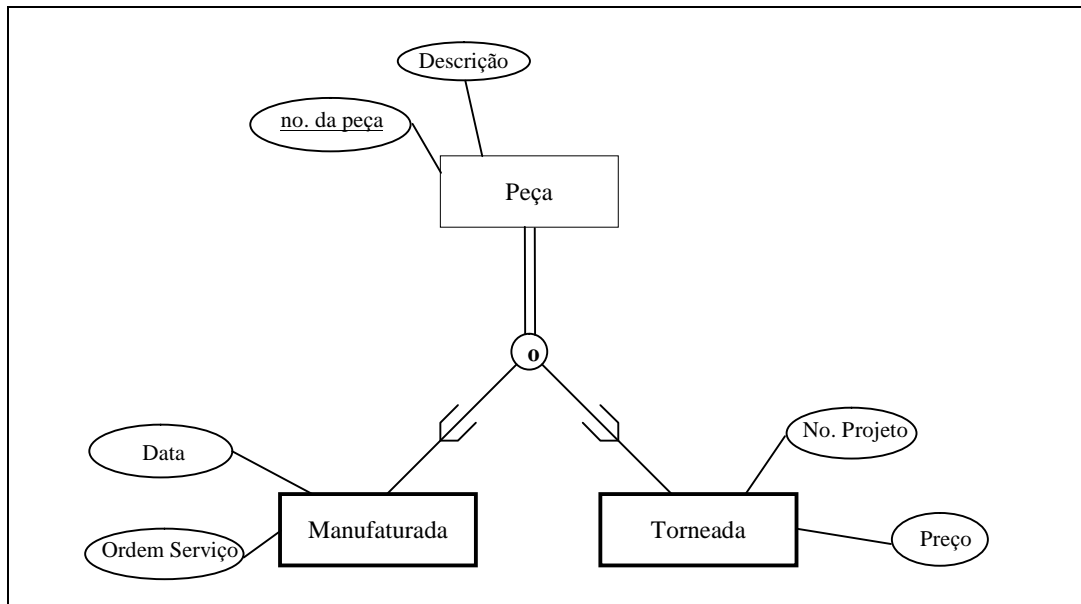 Descrição
no. da peça
Peça
o
No. Projeto
Data
Manufaturada
Torneada
Ordem Serviço
Preço